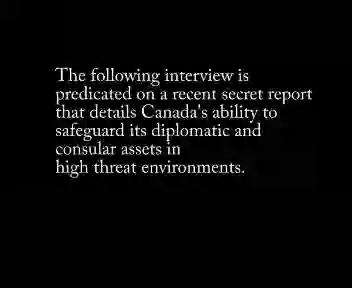 The following interview is
predicated on a recent secret report
that details Canada's ability to
safeguard its diplomatic and
consular assets in
high threat environments.